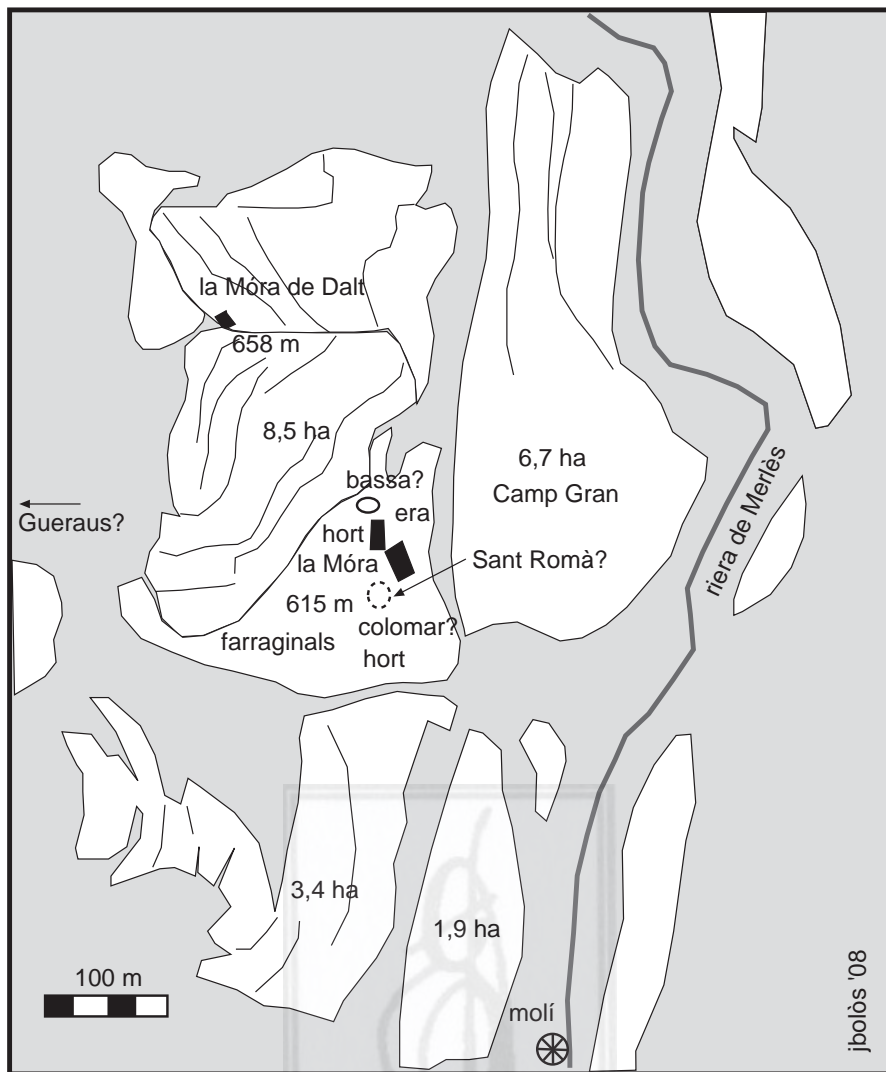 la Móra de Dalt
658 m
8,5 ha
6,7 ha
Camp Gran
bassa?
era
Gueraus?
hort
la Móra
Sant Romà?
615 m
colomar?
farraginals
hort
riera de Merlès
3,4 ha
1,9 ha
100 m
molí
jbolòs '08